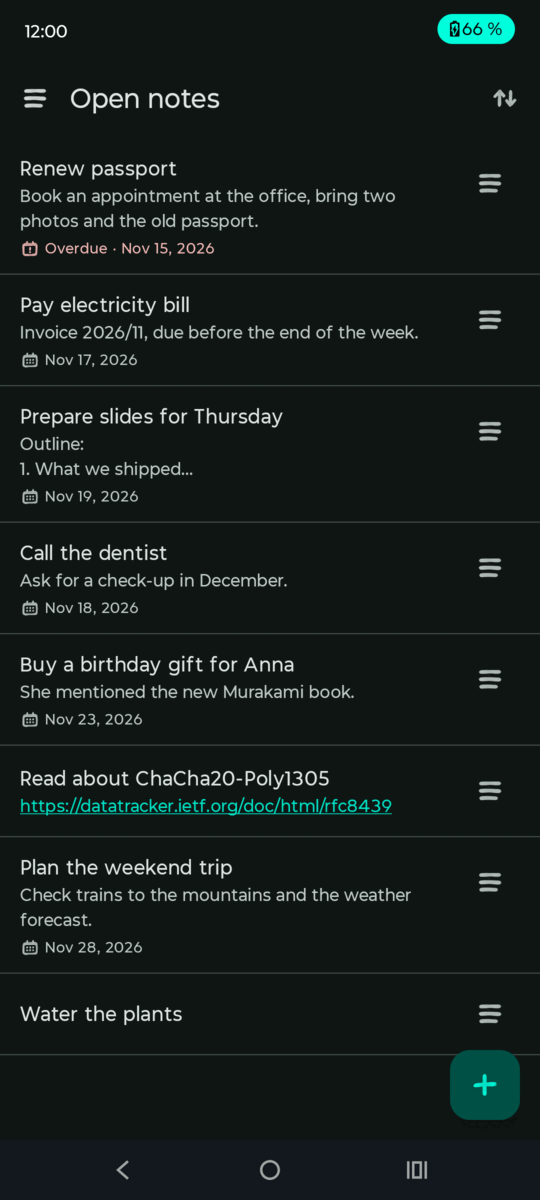 12:00
66 %
Open notes
Renew passport
Book an appointment at the office, bring two
photos and the old passport.
Overdue · Nov 15, 2026
Pay electricity bill
Invoice 2026/11, due before the end of the week.
Nov 17, 2026
Prepare slides for Thursday
Outline:
1. What we shipped...
Nov 19, 2026
Call the dentist
Ask for a check-up in December.
Nov 18, 2026
Buy a birthday gift for Anna
She mentioned the new Murakami book.
Nov 23, 2026
Read about ChaCha20-Poly1305
https://datatracker.ietf.org/doc/html/rfc8439
Plan the weekend trip
Check trains to the mountains and the weather
forecast.
Nov 28, 2026
Water the plants